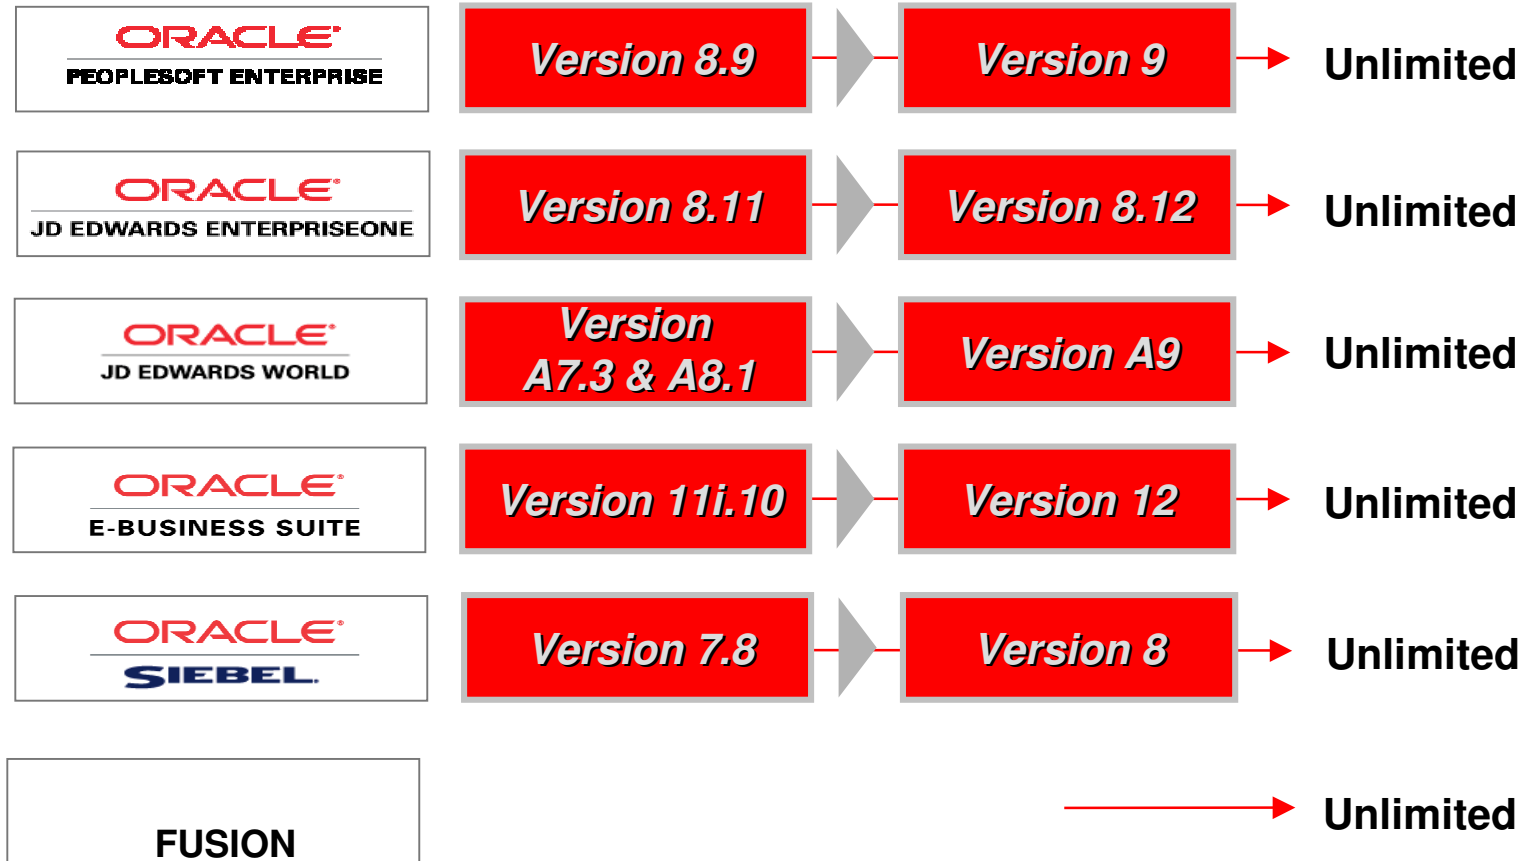 ORACLE®
PEOPLESOFT ENTERPRISE
Version 8.9
Version 9
Unlimited
ORACLE®
JD EDWARDS ENTERPRISEONE
Version 8.11
Version 8.12
Unlimited
ORACLE®
JD EDWARDS WORLD
Version
A7.3 & A8.1
Version A9
Unlimited
ORACLE®
E-BUSINESS SUITE
Version 11i.10
Version 12
Unlimited
ORACLE®
SIEBEL.
Version 7.8
Version 8
Unlimited
FUSION
Unlimited